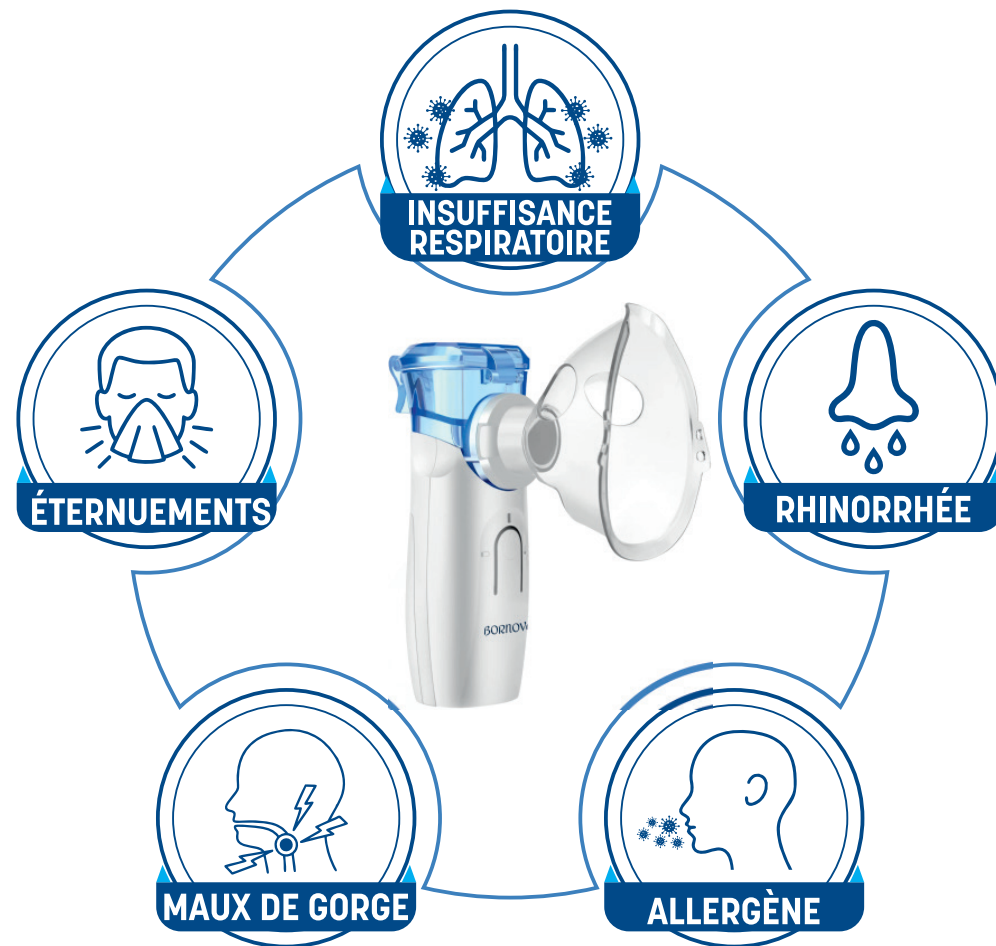 INSUFFISANCE
RESPIRATOIRE
ÉTERNUEMENTS
RHINORRHÉE
MAUX DE GORGE
ALLERGÈNE